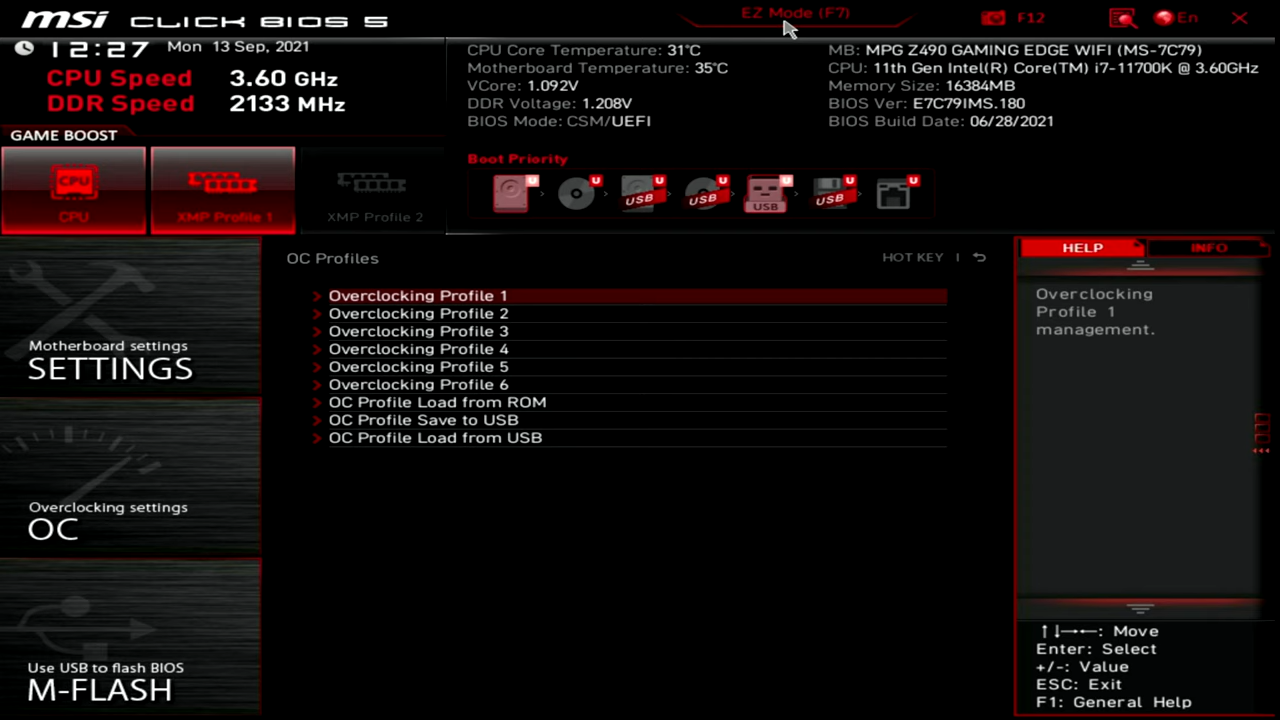 msi CLICK BIOS 5
EZ Mode (F7)
F12
En
12:27 Mon 13 Sep, 2021
CPU Speed 3.60 GHz
DDR Speed 2133 MHz
CPU Core Temperature: 31°C
Motherboard Temperature: 35°C
VCore: 1.092V
DDR Voltage: 1.208V
BIOS Mode: CSM/UEFI
MB: MPG Z490 GAMING EDGE WIFI (MS-7C79)
CPU: 11th Gen Intel(R) Core(TM) i7-11700K @ 3.60GHz
Memory Size: 16384MB
BIOS Ver: E7C79IMS.180
BIOS Build Date: 06/28/2021
GAME BOOST
CPU
CPU
XMP Profile 1
XMP Profile 2
Boot Priority
U
U
U
USB
U
USB
U
USB
U
USB
U
Motherboard settings
SETTINGS
Overclocking settings
OC
Use USB to flash BIOS
M-FLASH
OC Profiles
HOT KEY |
Overclocking Profile 1
Overclocking Profile 2
Overclocking Profile 3
Overclocking Profile 4
Overclocking Profile 5
Overclocking Profile 6
OC Profile Load from ROM
OC Profile Save to USB
OC Profile Load from USB
HELP
INFO
Overclocking
Profile 1
management.
↑↓→←: Move
Enter: Select
+/-: Value
ESC: Exit
F1: General Help